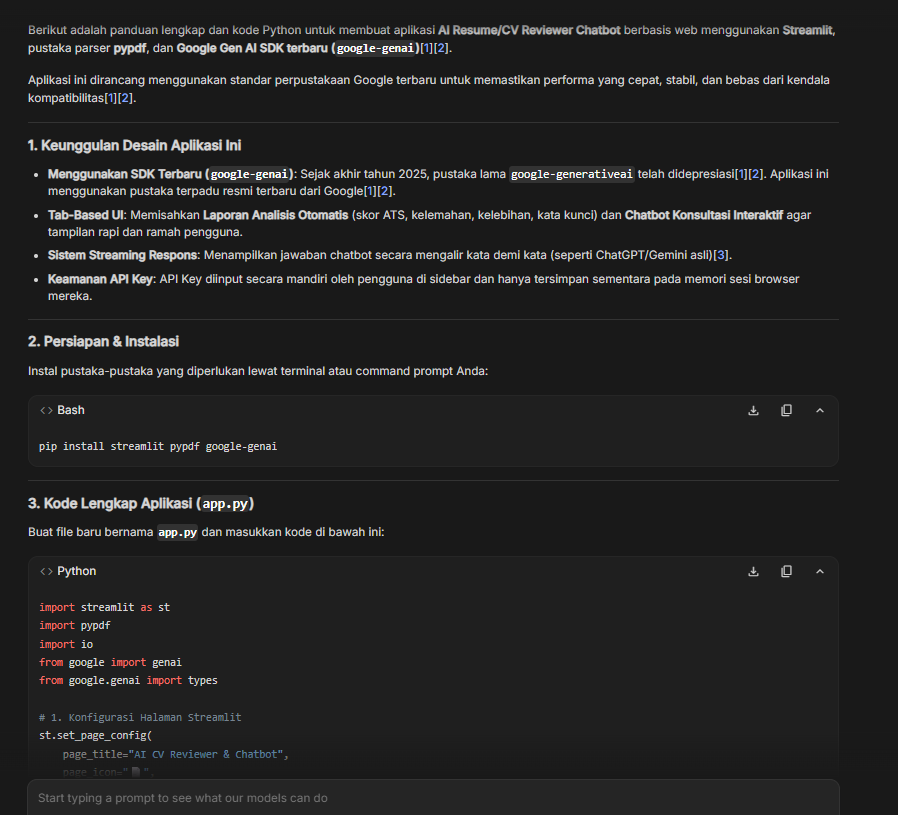 Berikut adalah panduan lengkap dan kode Python untuk membuat aplikasi AI Resume/CV Reviewer Chatbot berbasis web menggunakan Streamlit,
pustaka parser pypdf, dan Google Gen AI SDK terbaru (google-genai)[1][2].
Aplikasi ini dirancang menggunakan standar perpustakaan Google terbaru untuk memastikan performa yang cepat, stabil, dan bebas dari kendala
kompatibilitas[1][2].
1. Keunggulan Desain Aplikasi Ini
• Menggunakan SDK Terbaru (google-genai): Sejak akhir tahun 2025, pustaka lama google-generativeai telah didepresiasi[1][2]. Aplikasi ini
menggunakan pustaka terpadu resmi terbaru dari Google[1][2].
• Tab-Based UI: Memisahkan Laporan Analisis Otomatis (skor ATS, kelemahan, kelebihan, kata kunci) dan Chatbot Konsultasi Interaktif agar
tampilan rapi dan ramah pengguna.
• Sistem Streaming Respons: Menampilkan jawaban chatbot secara mengalir kata demi kata (seperti ChatGPT/Gemini asli)[3].
• Keamanan API Key: API Key diinput secara mandiri oleh pengguna di sidebar dan hanya tersimpan sementara pada memori sesi browser
mereka.
2. Persiapan & Instalasi
Instal pustaka-pustaka yang diperlukan lewat terminal atau command prompt Anda:
<> Bash
pip install streamlit pypdf google-genai
3. Kode Lengkap Aplikasi (app.py)
Buat file baru bernama app.py dan masukkan kode di bawah ini:
<> Python
import streamlit as st
import pypdf
import io
from google import genai
from google.genai import types
# 1. Konfigurasi Halaman Streamlit
st.set_page_config(
page_title="AI CV Reviewer & Chatbot",
page_icon="📄",
Start typing a prompt to see what our models can do